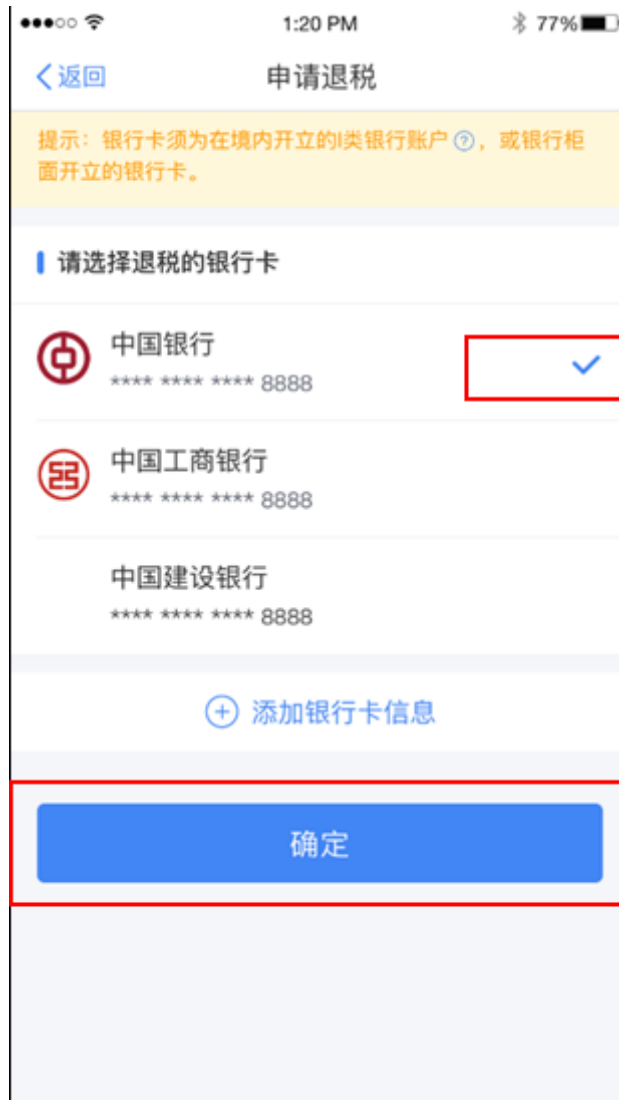 1:20 PM
77%
返回
申请退税
提示：银行卡须为在境内开立的I类银行账户?，或银行柜
面开立的银行卡。
请选择退税的银行卡
中国银行
**** **** **** 8888
中国工商银行
**** **** **** 8888
中国建设银行
**** **** **** 8888
添加银行卡信息
确定